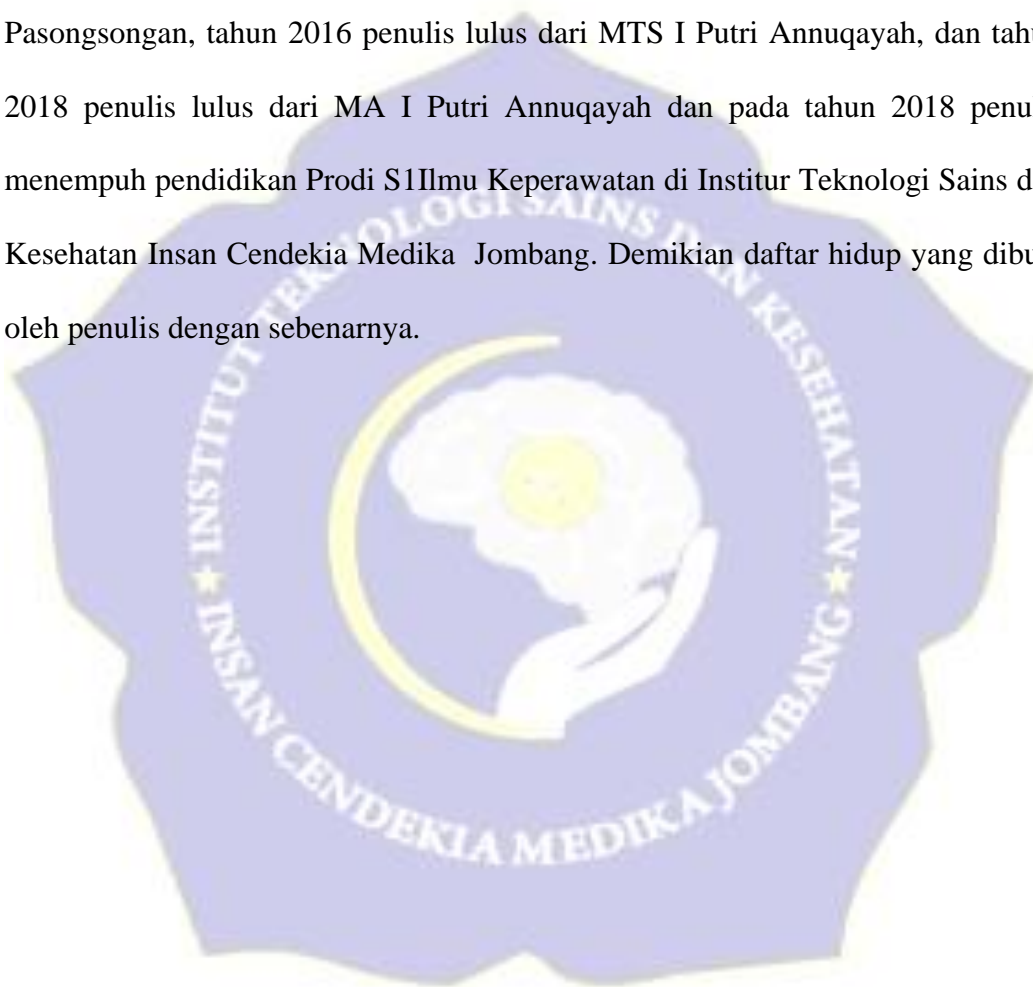 Pasongsongan, tahun 2016 penulis lulus dari MTS I Putri Annuqayah, dan tahu
2018 penulis lulus dari MA I Putri Annuqayah dan pada tahun 2018 penu
menempuh pendidikan Prodi S1Ilmu Keperawatan di Institur Teknologi Sains d
Kesehatan Insan Cendekia Medika Jombang. Demikian daftar hidup yang dibu
oleh penulis dengan sebenarnya.
INSTITUT TEKNOLOGI SAINS DAN KESEHATAN
INSAN CENDEKIA MEDIKA JOMBANG